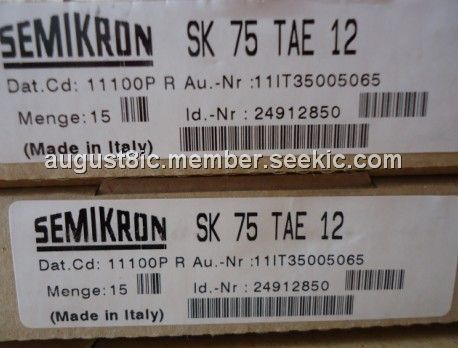 SEMIKRON SK 75 TAE 12
Dat.Cd: 11100P R Au.-Nr :11IT35005065
Menge: 15 Id.-Nr : 24912850
(Made in Italy)
august8ic.member.seekic.com
SEMIKRON SK 75 TAE 12
Dat.Cd: 11100P R Au.-Nr :11IT35005065
Menge: 15 Id.-Nr : 24912850
(Made in Italy)